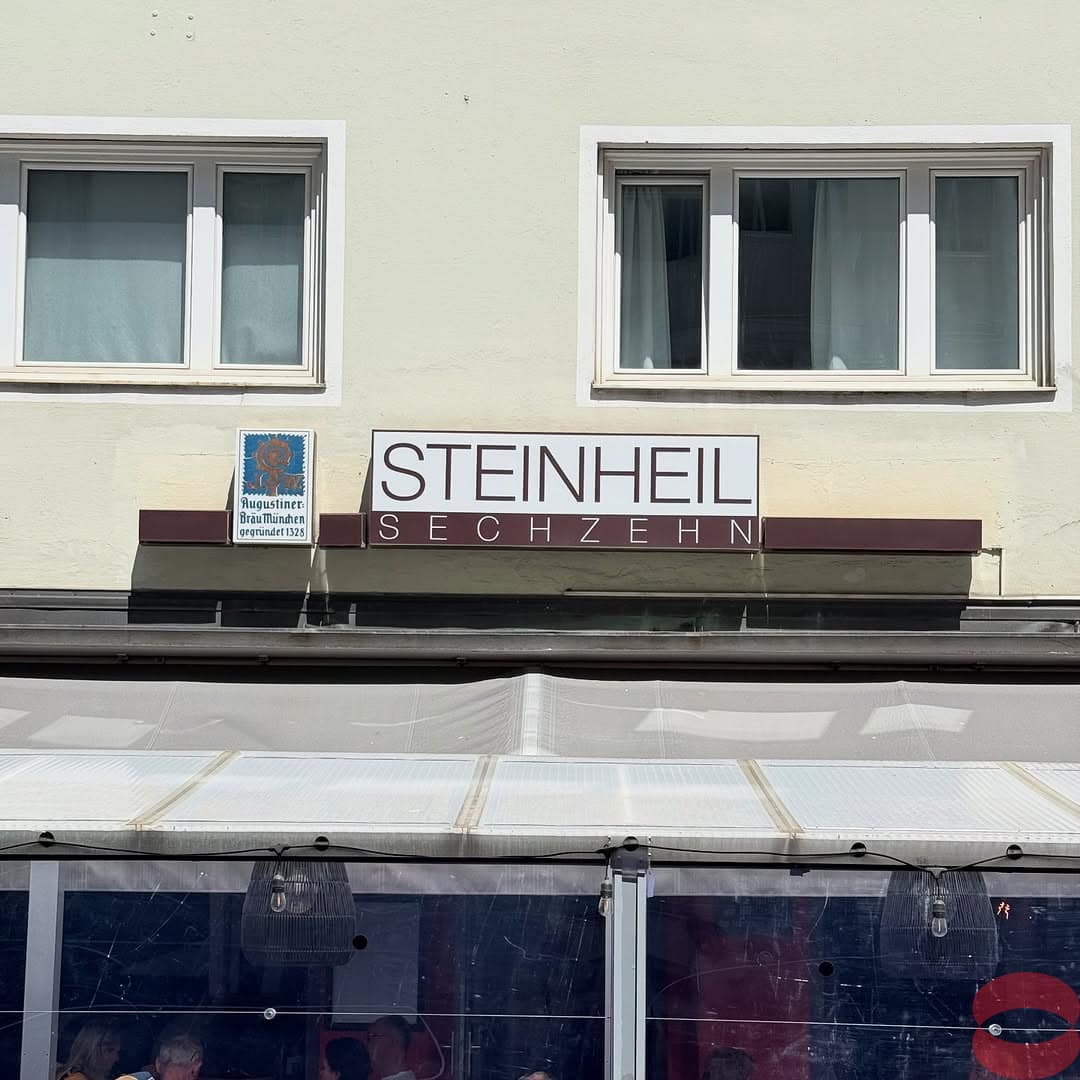 Augustiner-
Bräu München
gegründet 1328
STEINHEIL
SECHZEHN